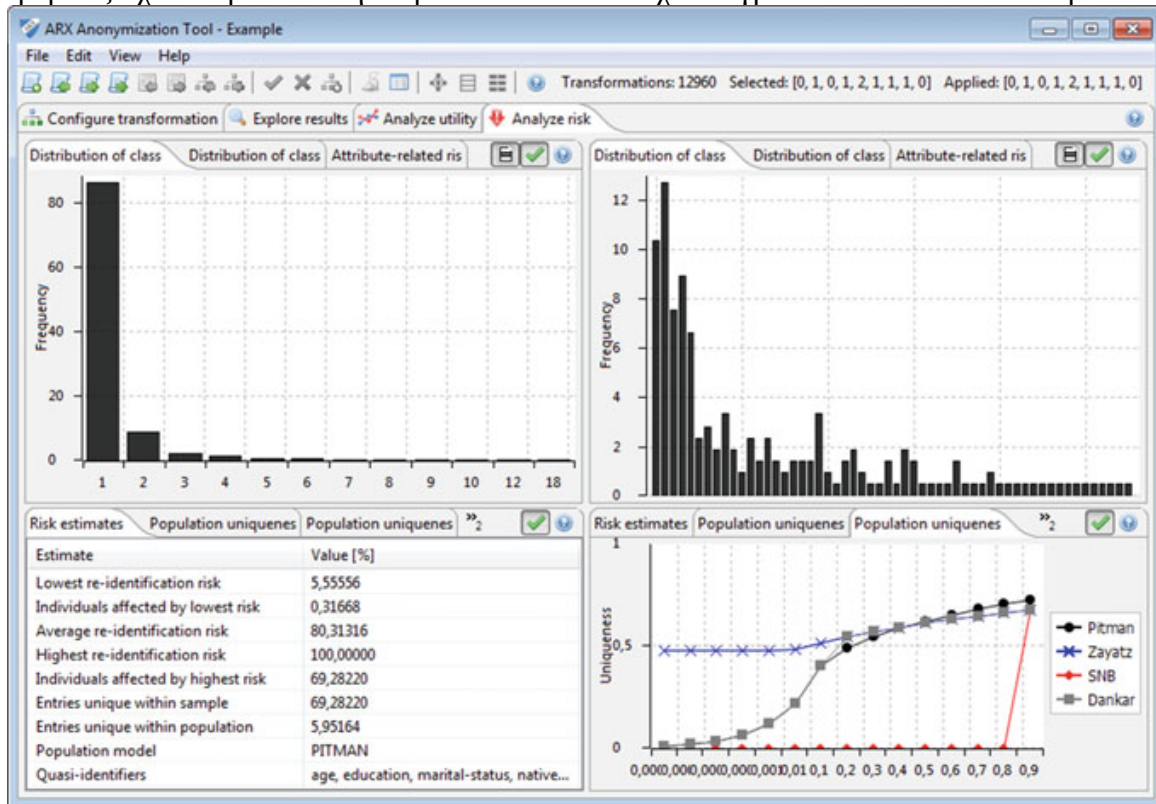 ARX Anonymization Tool - Example
File Edit View Help
Transformations: 12960 Selected: [0, 1, 0, 1, 2, 1, 1, 1, 0] Applied: [0, 1, 0, 1, 2, 1, 1, 1, 0]
Configure transformation Explore results Analyze utility Analyze risk
Distribution of class Distribution of class Attribute-related ris
Frequency
80
60
40
20
0
1 2 3 4 5 6 7 8 9 10 12 18
Distribution of class Distribution of class Attribute-related ris
Frequency
12
10
8
6
4
2
0
Risk estimates Population uniquenes Population uniquenes »2
Estimate Value [%]
Lowest re-identification risk 5,55556
Individuals affected by lowest risk 0,31668
Average re-identification risk 80,31316
Highest re-identification risk 100,00000
Individuals affected by highest risk 69,28220
Entries unique within sample 69,28220
Entries unique within population 5,95164
Population model PITMAN
Quasi-identifiers age, education, marital-status, native...
Risk estimates Population uniquenes Population uniquenes »2
Uniqueness
1
0,5
0
0,01 0,1 0,2 0,3 0,4 0,5 0,6 0,7 0,8 0,9
Pitman
Zayatz
SNB
Dankar